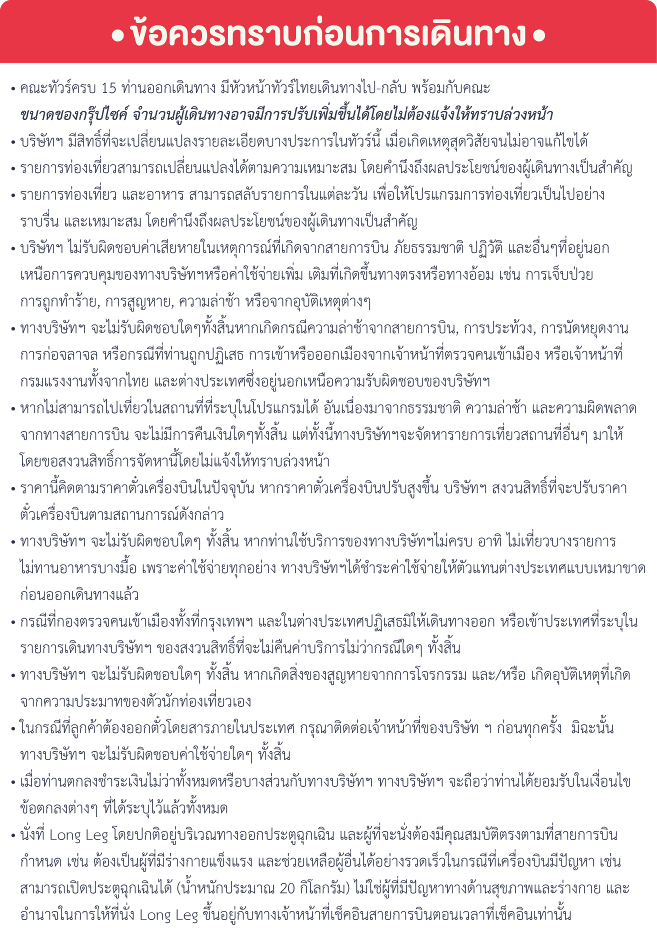 • ข้อควรทราบก่อนการเดินทาง •
• คณะทัวร์ครบ 15 ท่านออกเดินทาง มีหัวหน้าทัวร์ไทยเดินทางไป-กลับ พร้อมกับคณะ
ขนาดของกรุ๊ปไซค์ จำนวนผู้เดินทางอาจมีการปรับเพิ่มขึ้นได้โดยไม่ต้องแจ้งให้ทราบล่วงหน้า
• บริษัทฯ มีสิทธิ์ที่จะเปลี่ยนแปลงรายละเอียดบางประการในทัวร์นี้ เมื่อเกิดเหตุสุดวิสัยจนไม่อาจแก้ไขได้
• รายการท่องเที่ยวสามารถเปลี่ยนแปลงได้ตามความเหมาะสม โดยคำนึงถึงผลประโยชน์ของผู้เดินทางเป็นสำคัญ
• รายการท่องเที่ยว และอาหาร สามารถสลับรายการในแต่ละวัน เพื่อให้โปรแกรมการท่องเที่ยวเป็นไปอย่าง
ราบรื่น และเหมาะสม โดยคำนึงถึงผลประโยชน์ของผู้เดินทางเป็นสำคัญ
• บริษัทฯ ไม่รับผิดชอบค่าเสียหายในเหตุการณ์ที่เกิดจากสายการบิน ภัยธรรมชาติ ปฏิวัติ และอื่นๆที่อยู่นอก
เหนือการควบคุมของทางบริษัทฯหรือค่าใช้จ่ายเพิ่ม เติมที่เกิดขึ้นทางตรงหรือทางอ้อม เช่น การเจ็บป่วย
การถูกทำร้าย, การสูญหาย, ความล่าช้า หรือจากอุบัติเหตุต่างๆ
• ทางบริษัทฯ จะไม่รับผิดชอบใดๆทั้งสิ้นหากเกิดกรณีความล่าช้าจากสายการบิน, การประท้วง, การนัดหยุดงาน
การก่อจลาจล หรือกรณีที่ท่านถูกปฏิเสธ การเข้าหรือออกเมืองจากเจ้าหน้าที่ตรวจคนเข้าเมือง หรือเจ้าหน้าที่
กรมแรงงานทั้งจากไทย และต่างประเทศซึ่งอยู่นอกเหนือความรับผิดชอบของบริษัทฯ
• หากไม่สามารถไปเที่ยวในสถานที่ที่ระบุในโปรแกรมได้ อันเนื่องมาจากธรรมชาติ ความล่าช้า และความผิดพลาด
จากทางสายการบิน จะไม่มีการคืนเงินใดๆทั้งสิ้น แต่ทั้งนี้ทางบริษัทฯจะจัดหารายการเที่ยวสถานที่อื่นๆ มาให้
โดยขอสงวนสิทธิ์การจัดหานี้โดยไม่แจ้งให้ทราบล่วงหน้า
• ราคานี้คิดตามราคาตั๋วเครื่องบินในปัจจุบัน หากราคาตั๋วเครื่องบินปรับสูงขึ้น บริษัทฯ สงวนสิทธิ์ที่จะปรับราคา
ตั๋วเครื่องบินตามสถานการณ์ดังกล่าว
• ทางบริษัทฯ จะไม่รับผิดชอบใดๆ ทั้งสิ้น หากท่านใช้บริการของทางบริษัทฯไม่ครบ อาทิ ไม่เที่ยวบางรายการ
ไม่ทานอาหารบางมื้อ เพราะค่าใช้จ่ายทุกอย่าง ทางบริษัทฯได้ชำระค่าใช้จ่ายให้ตัวแทนต่างประเทศแบบเหมาขาด
ก่อนออกเดินทางแล้ว
• กรณีที่กองตรวจคนเข้าเมืองทั้งที่กรุงเทพฯ และในต่างประเทศปฏิเสธมิให้เดินทางออก หรือเข้าประเทศที่ระบุใน
รายการเดินทางบริษัทฯ ของสงวนสิทธิ์ที่จะไม่คืนค่าบริการไม่ว่ากรณีใดๆ ทั้งสิ้น
• ทางบริษัทฯ จะไม่รับผิดชอบใดๆ ทั้งสิ้น หากเกิดสิ่งของสูญหายจากการโจรกรรม และ/หรือ เกิดอุบัติเหตุที่เกิด
จากความประมาทของตัวนักท่องเที่ยวเอง
• ในกรณีที่ลูกค้าต้องออกตั๋วโดยสารภายในประเทศ กรุณาติดต่อเจ้าหน้าที่ของบริษัท ฯ ก่อนทุกครั้ง มิฉะนั้น
ทางบริษัทฯ จะไม่รับผิดชอบค่าใช้จ่ายใดๆ ทั้งสิ้น
• เมื่อท่านตกลงชำระเงินไม่ว่าทั้งหมดหรือบางส่วนกับทางบริษัทฯ ทางบริษัทฯ จะถือว่าท่านได้ยอมรับในเงื่อนไข
ข้อตกลงต่างๆ ที่ได้ระบุไว้แล้วทั้งหมด
• นั่งที่ Long Leg โดยปกติอยู่บริเวณทางออกประตูฉุกเฉิน และผู้ที่จะนั่งต้องมีคุณสมบัติตรงตามที่สายการบิน
กำหนด เช่น ต้องเป็นผู้ที่มีร่างกายแข็งแรง และช่วยเหลือผู้อื่นได้อย่างรวดเร็วในกรณีที่เครื่องบินมีปัญหา เช่น
สามารถเปิดประตูฉุกเฉินได้ (น้ำหนักประมาณ 20 กิโลกรัม) ไม่ใช่ผู้ที่มีปัญหาทางด้านสุขภาพและร่างกาย และ
อำนาจในการให้ที่นั่ง Long Leg ขึ้นอยู่กับทางเจ้าหน้าที่เช็คอินสายการบินตอนเวลาที่เช็คอินเท่านั้น